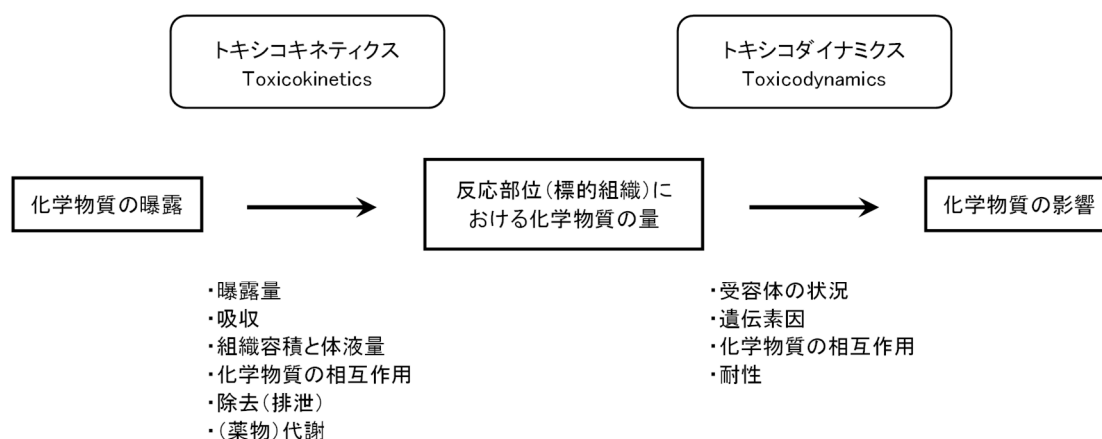 トキシコキネティクス
Toxicokinetics
トキシコダイナミクス
Toxicodynamics
化学物質の曝露
反応部位(標的組織)に
おける化学物質の量
化学物質の影響
・曝露量
・吸収
・組織容積と体液量
・化学物質の相互作用
・除去(排泄)
・(薬物)代謝
・受容体の状況
・遺伝素因
・化学物質の相互作用
・耐性